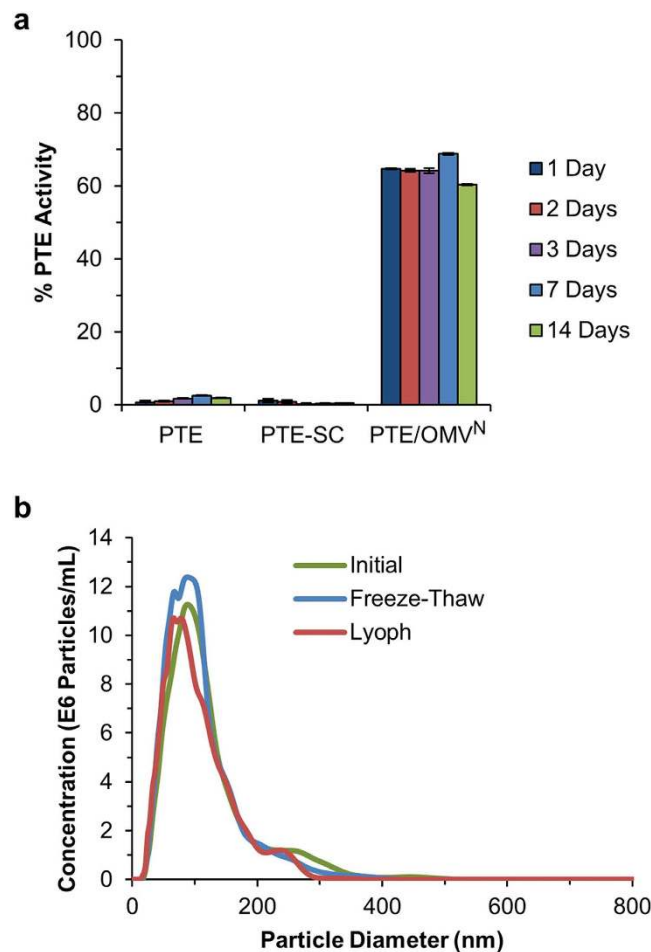 a
100
80
60
40
20
0
% PTE Activity
PTE PTE-SC PTE/OMVᴺ
1 Day
2 Days
3 Days
7 Days
14 Days
b
14
12
10
8
6
4
2
0
Concentration (E6 Particles/mL)
Initial
Freeze-Thaw
Lyoph
0 200 400 600 800
Particle Diameter (nm)